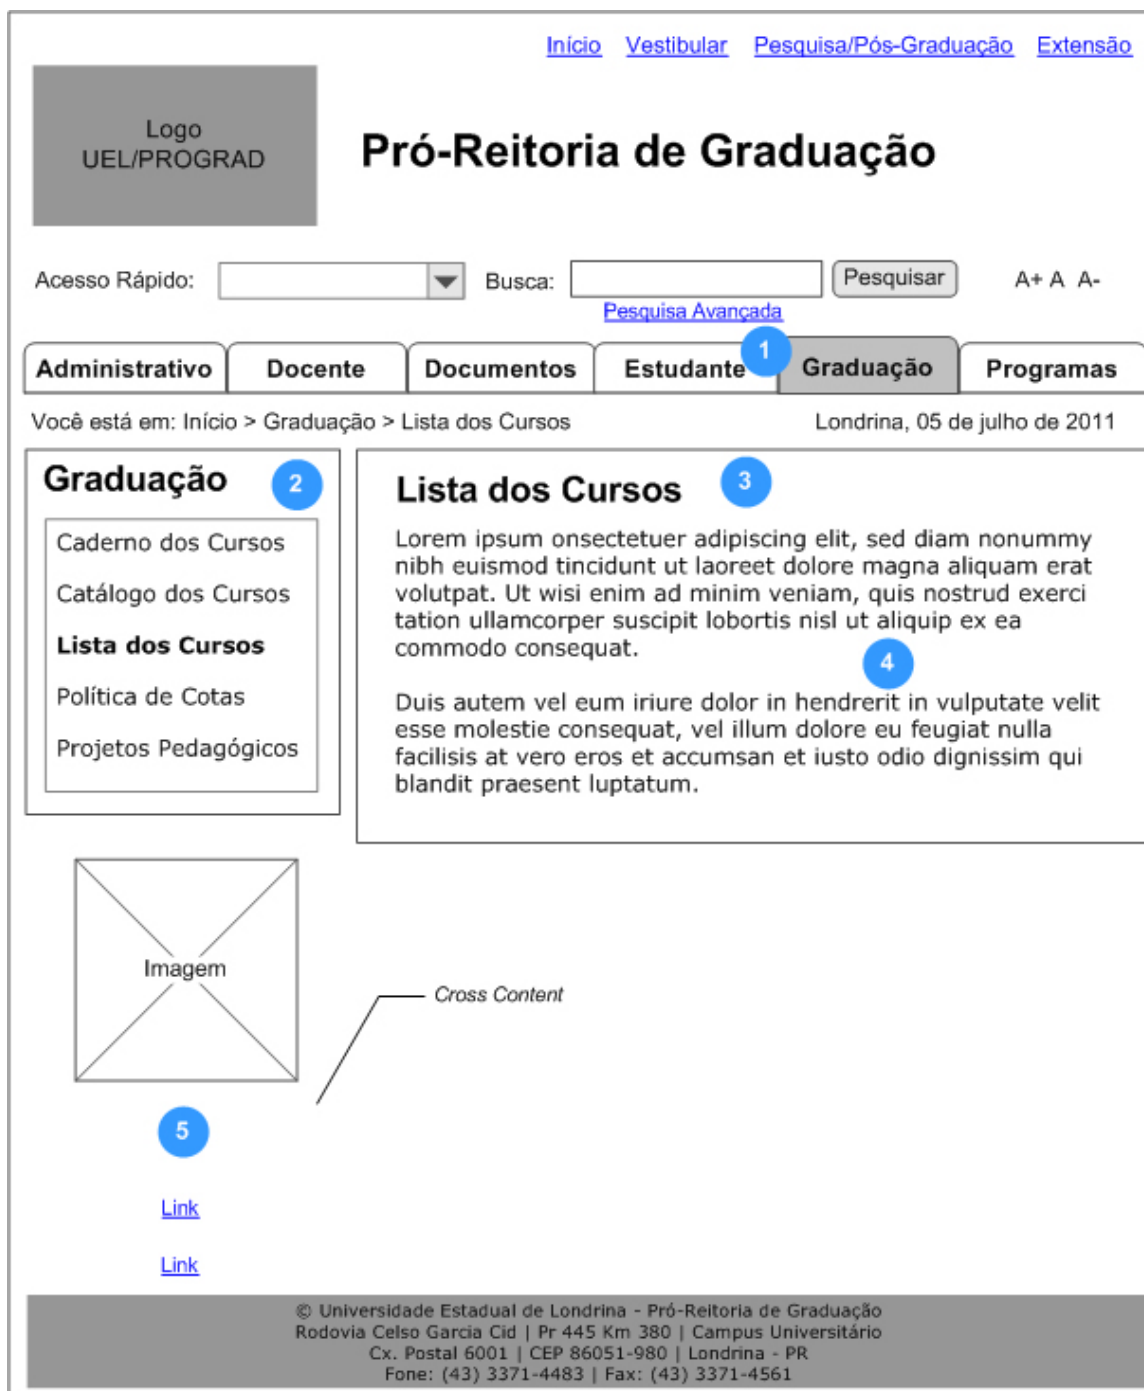 Início Vestibular Pesquisa/Pós-Graduação Extensão
Logo
UEL/PROGRAD
Pró-Reitoria de Graduação
Acesso Rápido: Busca: Pesquisar A+ A A-
Pesquisa Avançada
1
Administrativo Docente Documentos Estudante Graduação Programas
Você está em: Início > Graduação > Lista dos Cursos Londrina, 05 de julho de 2011
Graduação
2
Caderno dos Cursos
Catálogo dos Cursos
Lista dos Cursos
Política de Cotas
Projetos Pedagógicos
Lista dos Cursos
3
Lorem ipsum onsectetuer adipiscing elit, sed diam nonummy
nibh euismod tincidunt ut laoreet dolore magna aliquam erat
volutpat. Ut wisi enim ad minim veniam, quis nostrud exerci
tation ullamcorper suscipit lobortis nisl ut aliquip ex ea
commodo consequat.
4
Duis autem vel eum iriure dolor in hendrerit in vulputate velit
esse molestie consequat, vel illum dolore eu feugiat nulla
facilisis at vero eros et accumsan et iusto odio dignissim qui
blandit praesent luptatum.
Imagem
Cross Content
5
Link
Link
© Universidade Estadual de Londrina - Pró-Reitoria de Graduação
Rodovia Celso Garcia Cid | Pr 445 Km 380 | Campus Universitário
Cx. Postal 6001 | CEP 86051-980 | Londrina - PR
Fone: (43) 3371-4483 | Fax: (43) 3371-4561